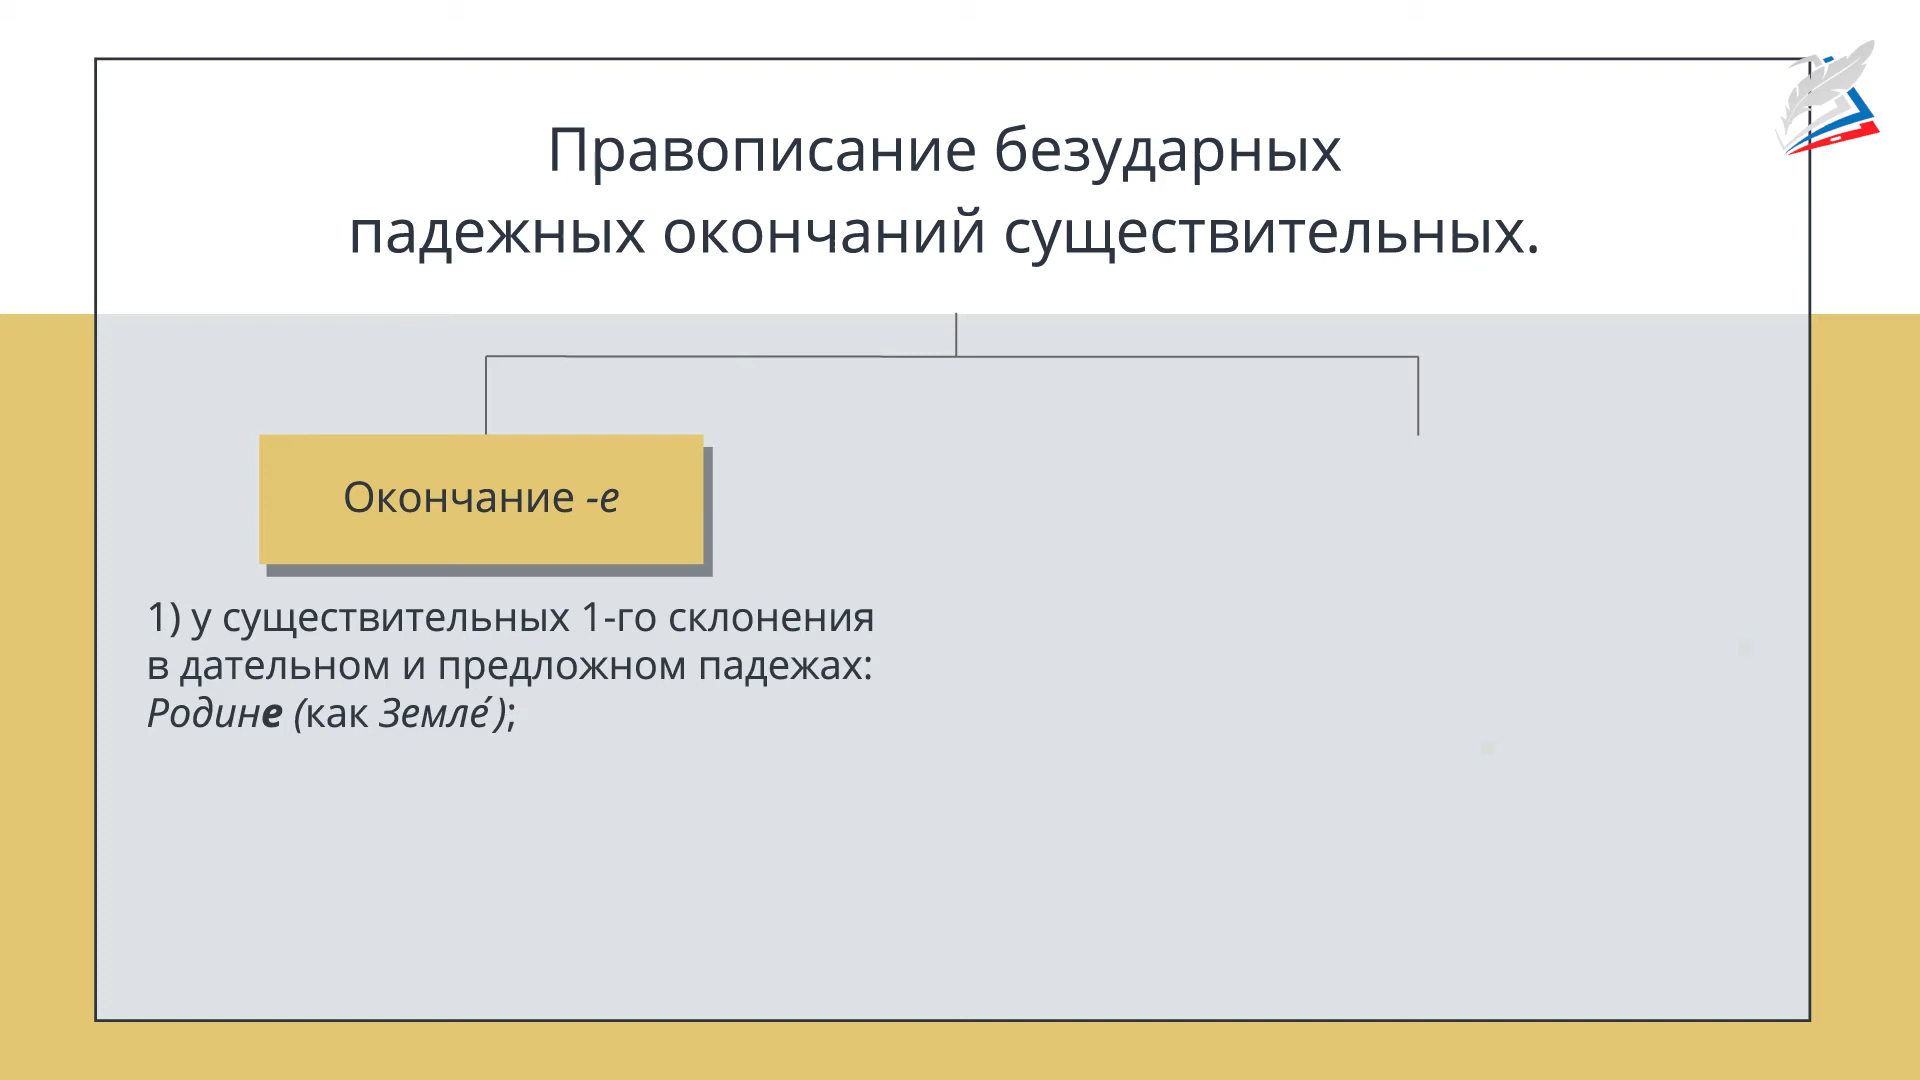 Правописание безударных
падежных окончаний существительных.
Окончание -е
1) у существительных 1-го склонения
в дательном и предложном падежах:
Родине (как Земле́);